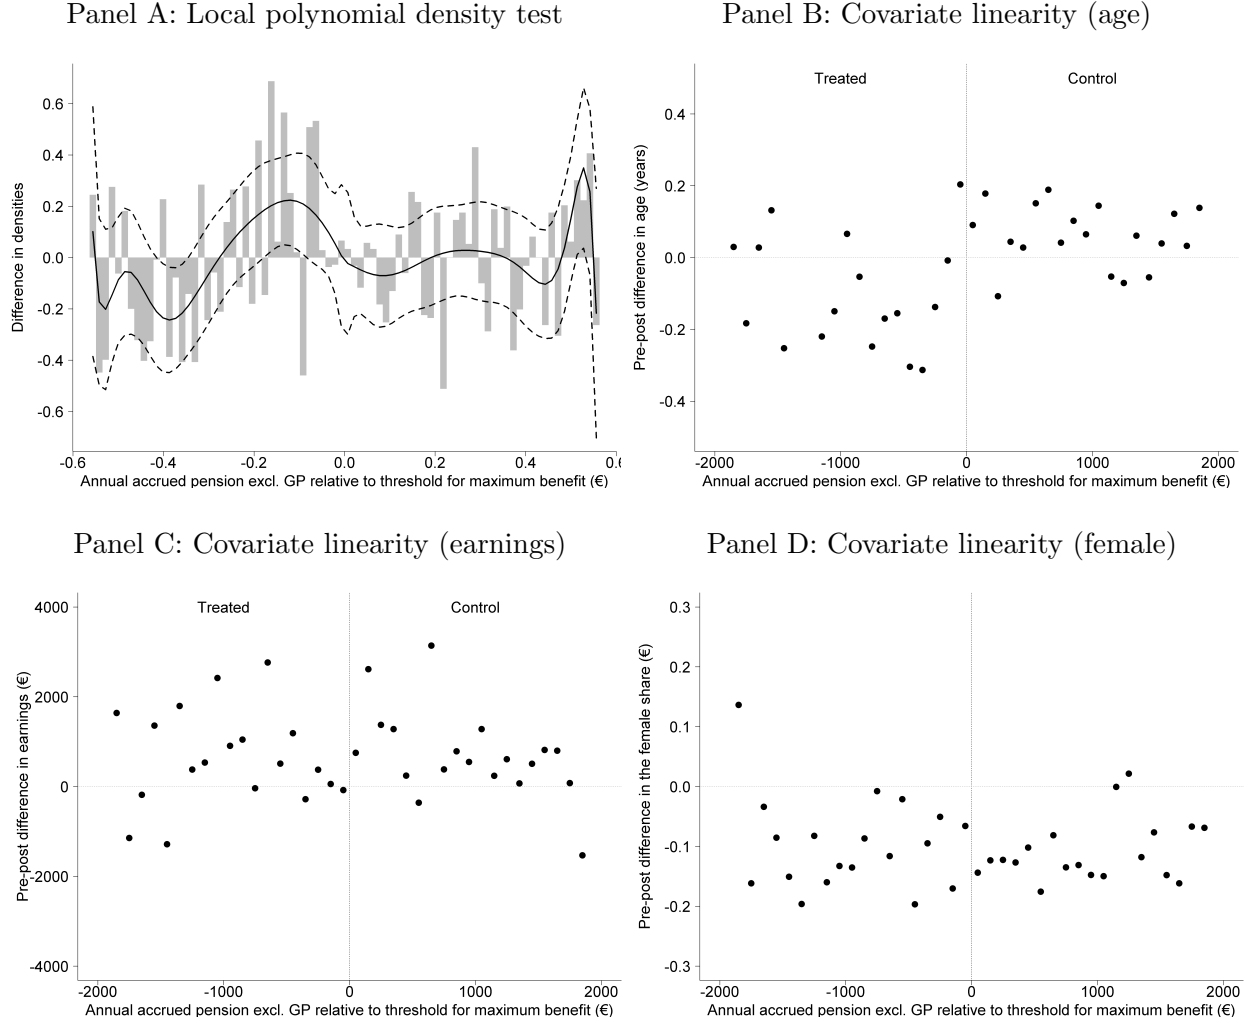 Panel A: Local polynomial density test
Difference in densities
0.6
0.4
0.2
0.0
-0.2
-0.4
-0.6
-0.6 -0.4 -0.2 0.0 0.2 0.4
Annual accrued pension excl. GP relative to threshold for maximum benefit (€)
Panel B: Covariate linearity (age)
Treated Control
Pre-post difference in age (years)
0.4
0.2
0.0
-0.2
-0.4
-2000 -1000 0 1000 2000
Annual accrued pension excl. GP relative to threshold for maximum benefit (€)
Panel C: Covariate linearity (earnings)
Treated Control
Pre-post difference in earnings (€)
4000
2000
0
-2000
-4000
-2000 -1000 0 1000 2000
Annual accrued pension excl. GP relative to threshold for maximum benefit (€)
Panel D: Covariate linearity (female)
Pre-post difference in the female share (€)
0.3
0.2
0.1
0.0
-0.1
-0.2
-0.3
-2000 -1000 0 1000 2000
Annual accrued pension excl. GP relative to threshold for maximum benefit (€)